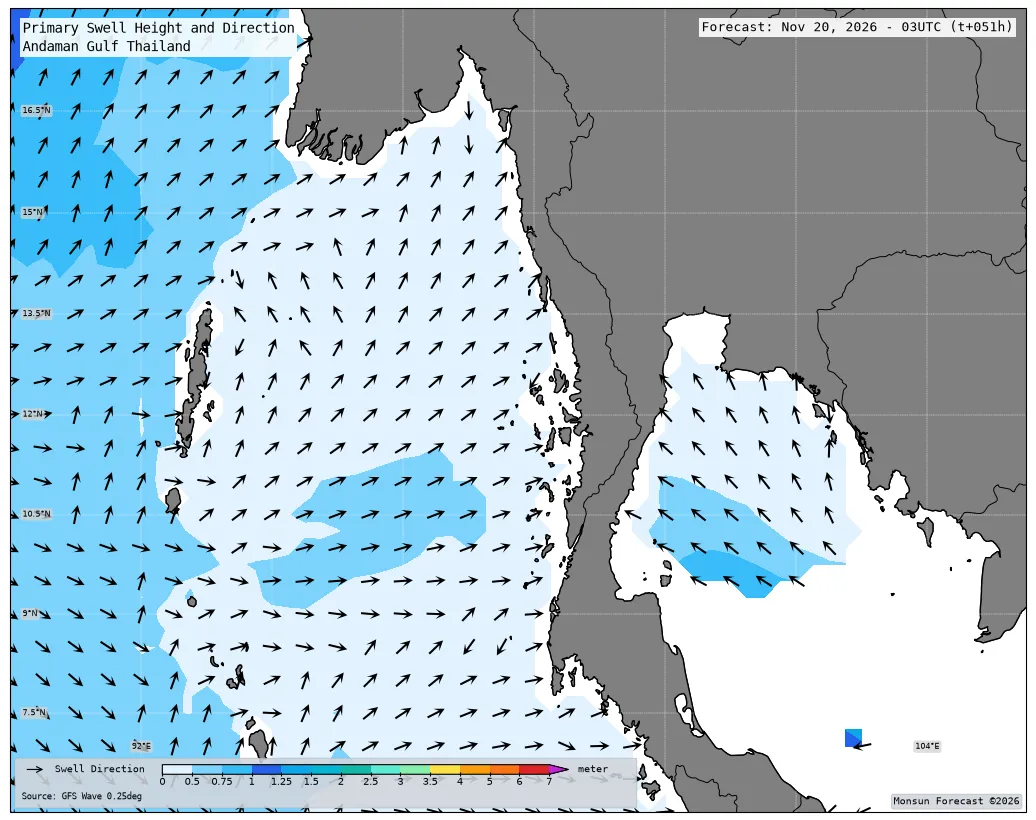 Primary Swell Height and Direction
Andaman Gulf Thailand
Forecast: Nov 20, 2026 - 03UTC (t+051h)
16.5°N
15°N
13.5°N
12°N
10.5°N
9°N
7.5°N
92°E
104°E
Swell Direction
meter
0 0.5 0.75 1 1.25 1.5 2 2.5 3 3.5 4 5 6 7
Source: GFS Wave 0.25deg
Monsun Forecast ©2026